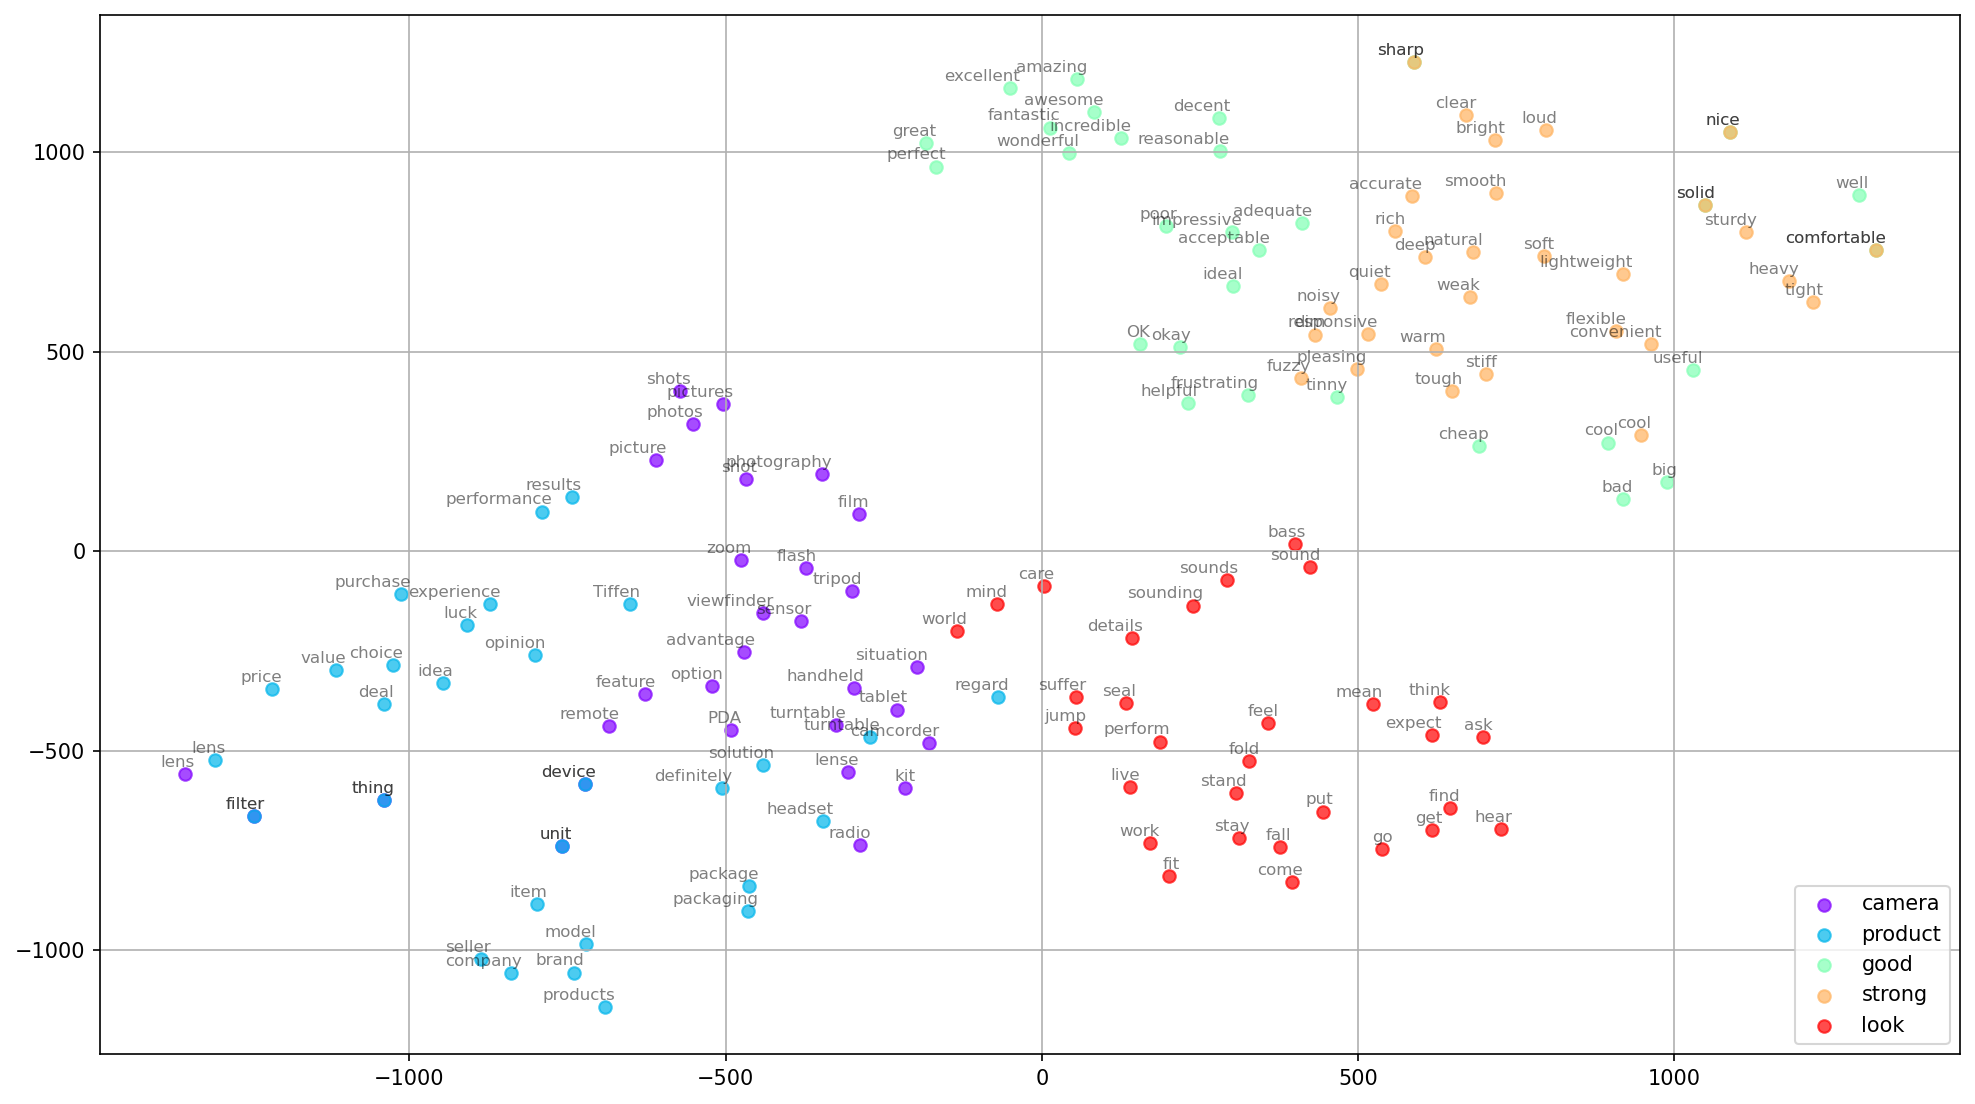 sharp
amazing
excellent
awesome
clear
decent
fantastic
loud
nice
incredible
bright
great
reasonable
wonderful
perfect
1000
accurate
smooth
well
solid
poor
adequate
impressive
rich
sturdy
acceptable
deep
natural
soft
comfortable
lightweight
ideal
quiet
heavy
weak
noisy
tight
dim
responsive
flexible
OK
okay
warm
convenient
500
pleasing
stiff
useful
fuzzy
shots
pictures
helpful
frustrating
tinny
tough
photos
cheap
cool
cool
picture
shot
photography
big
results
performance
film
bad
bass
0
zoom
flash
sound
purchase
experience
Tiffen
tripod
mind
care
sounds
luck
viewfinder
sensor
world
sounding
opinion
advantage
details
value
choice
situation
price
deal
idea
feature
option
handheld
regard
suffer
seal
mean
think
remote
PDA
turntable
tablet
jump
feel
expect
ask
turntable
camcorder
perform
−500
lens
lens
solution
lense
fold
thing
device
definitely
kit
live
stand
filter
headset
put
find
unit
radio
work
stay
fall
go
get
hear
package
fit
come
item
packaging
camera
model
product
−1000
seller
company
brand
good
products
strong
look
−1000
−500
0
500
1000